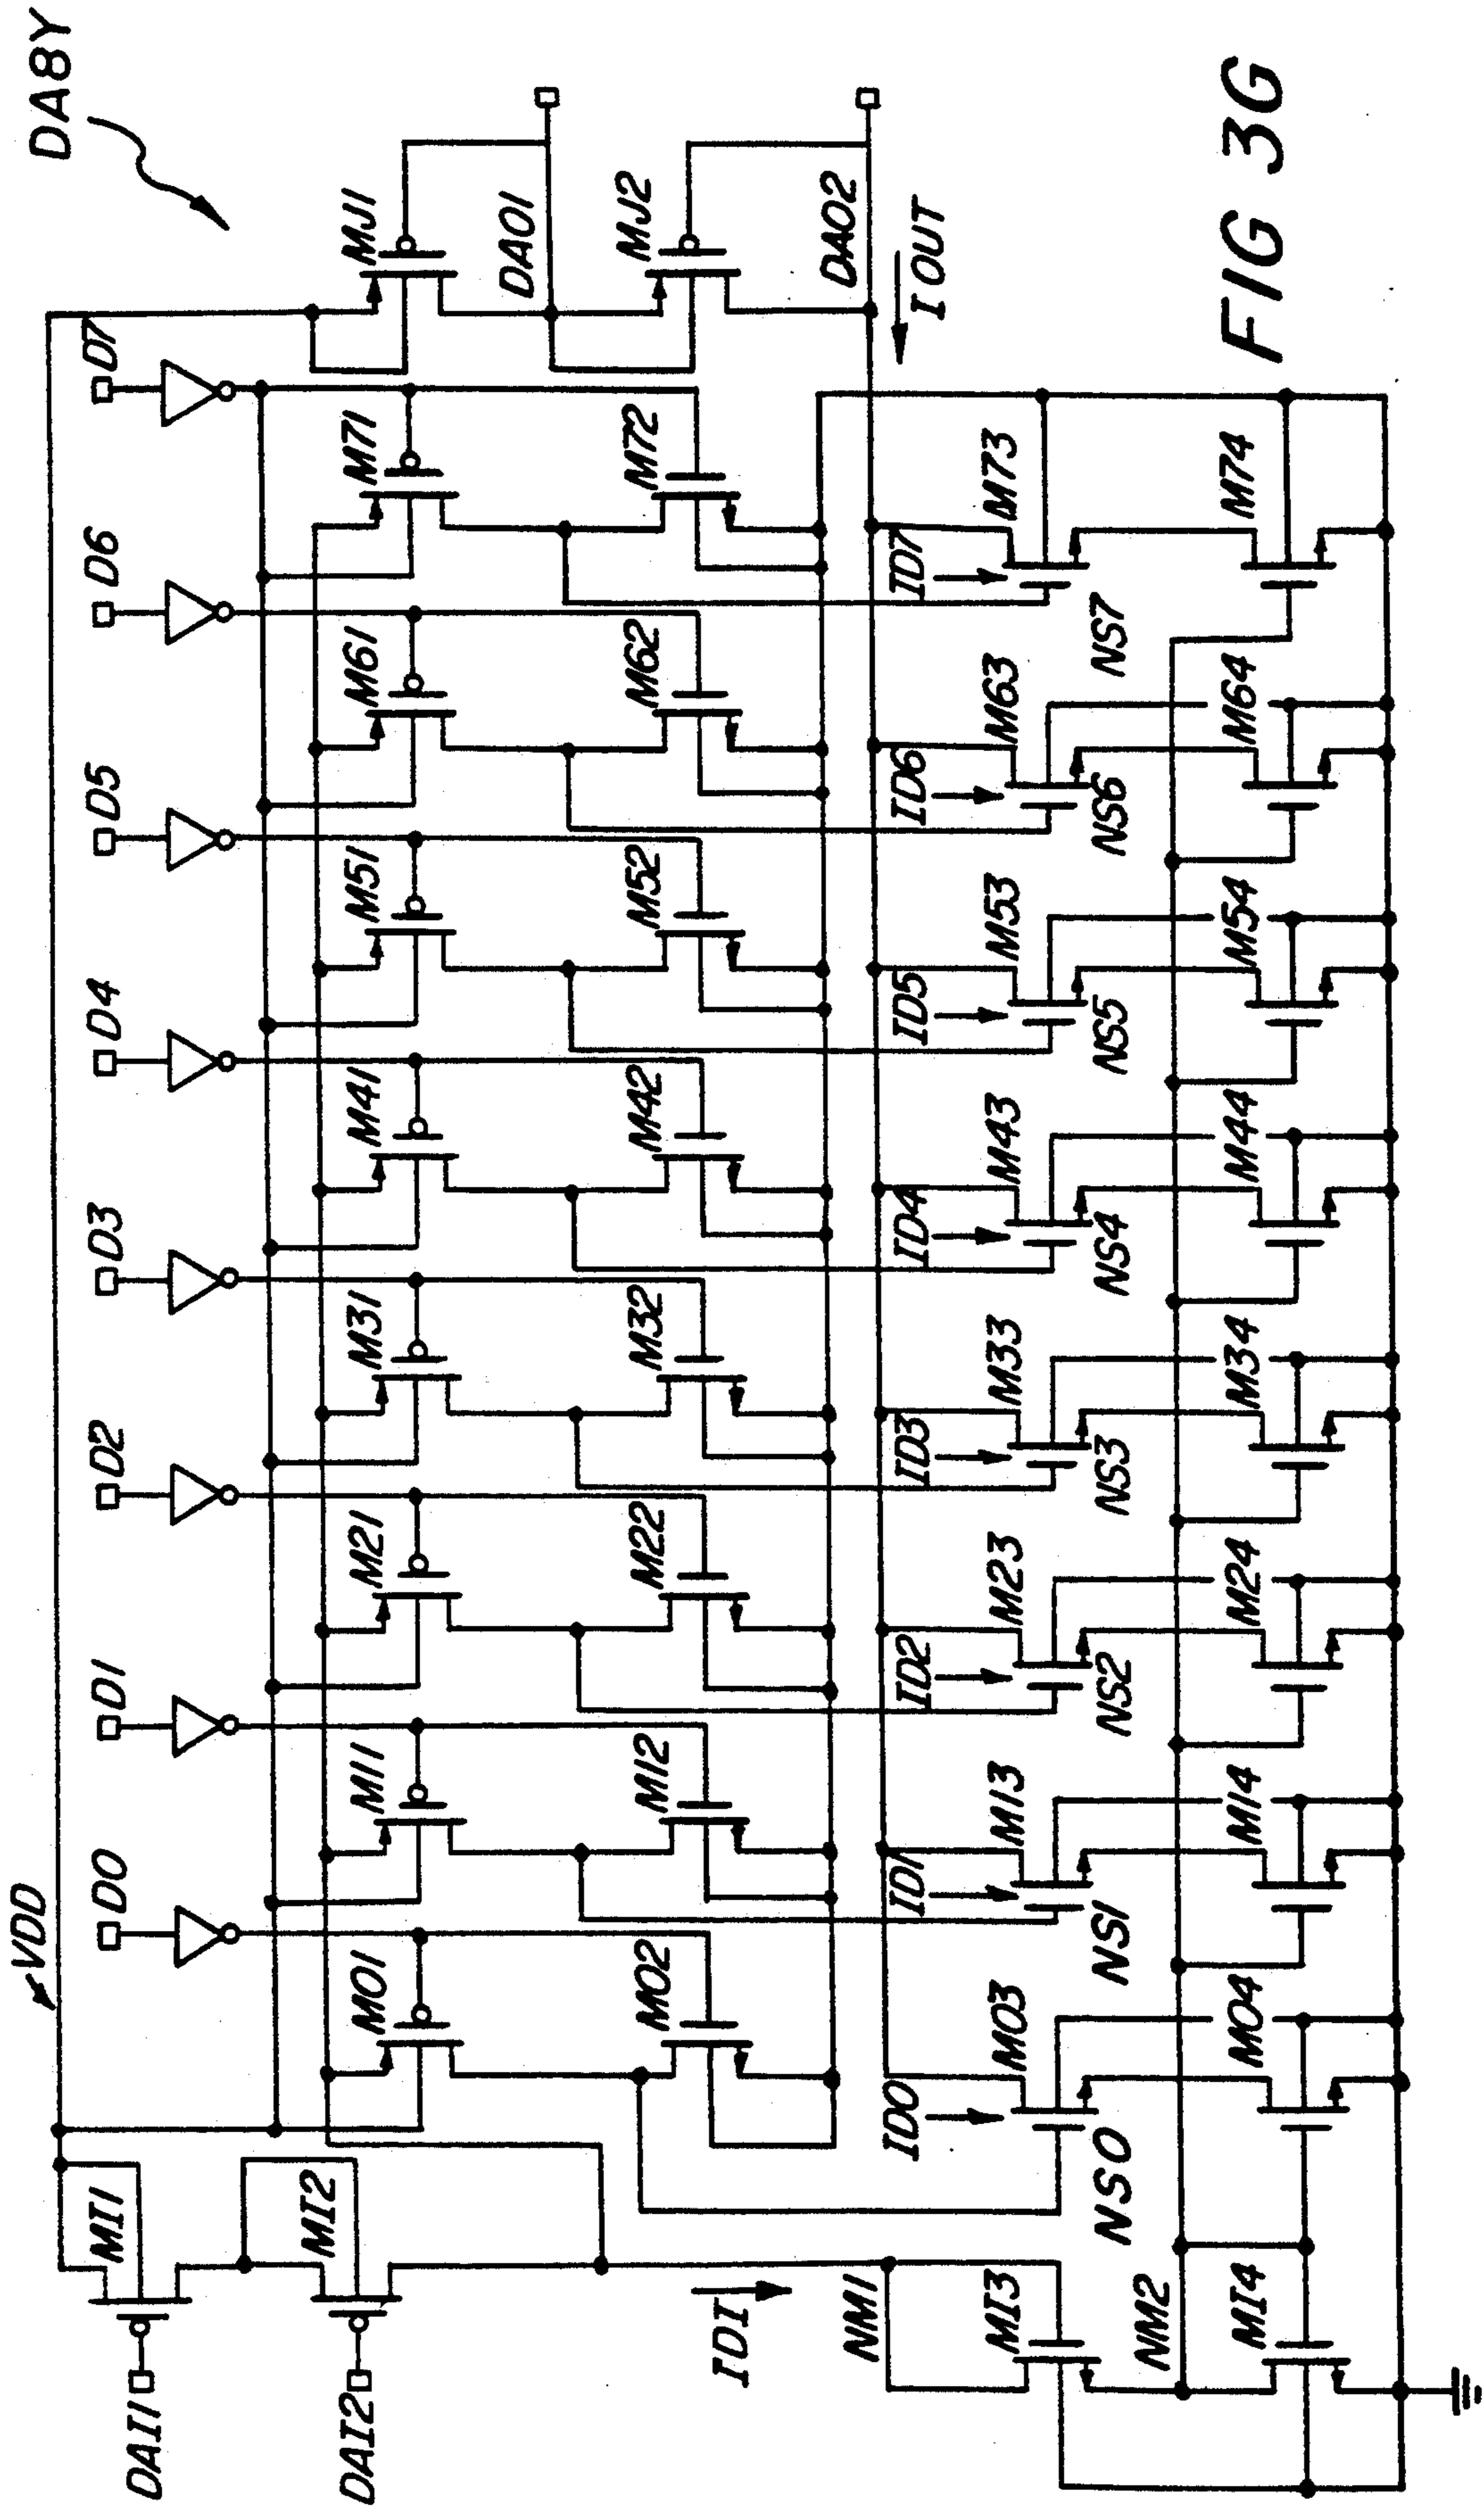 DA8Y
VDD
D0
D1
D2
D3
D4
D5
D6
D7
DAI1
MI1
DAI2
MI2
M01
M11
M21
M31
M41
M51
M61
M71
MJ1
DA01
M02
M12
M22
M32
M42
M52
M62
M72
MJ2
DA02
IDI
I OUT
NM1
ID0
ID1
ID2
ID3
ID4
ID5
ID6
ID7
MI3
M03
M13
M23
M33
M43
M53
M63
M73
NS0
NS1
NS2
NS3
NS4
NS5
NS6
NS7
NM2
MI4
M04
M14
M24
M34
M44
M54
M64
M74
FIG 3G